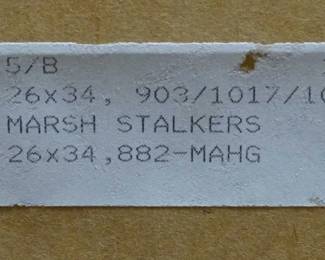 5/B
26x34, 903/1017/10
MARSH STALKERS
26x34,882-MAHG